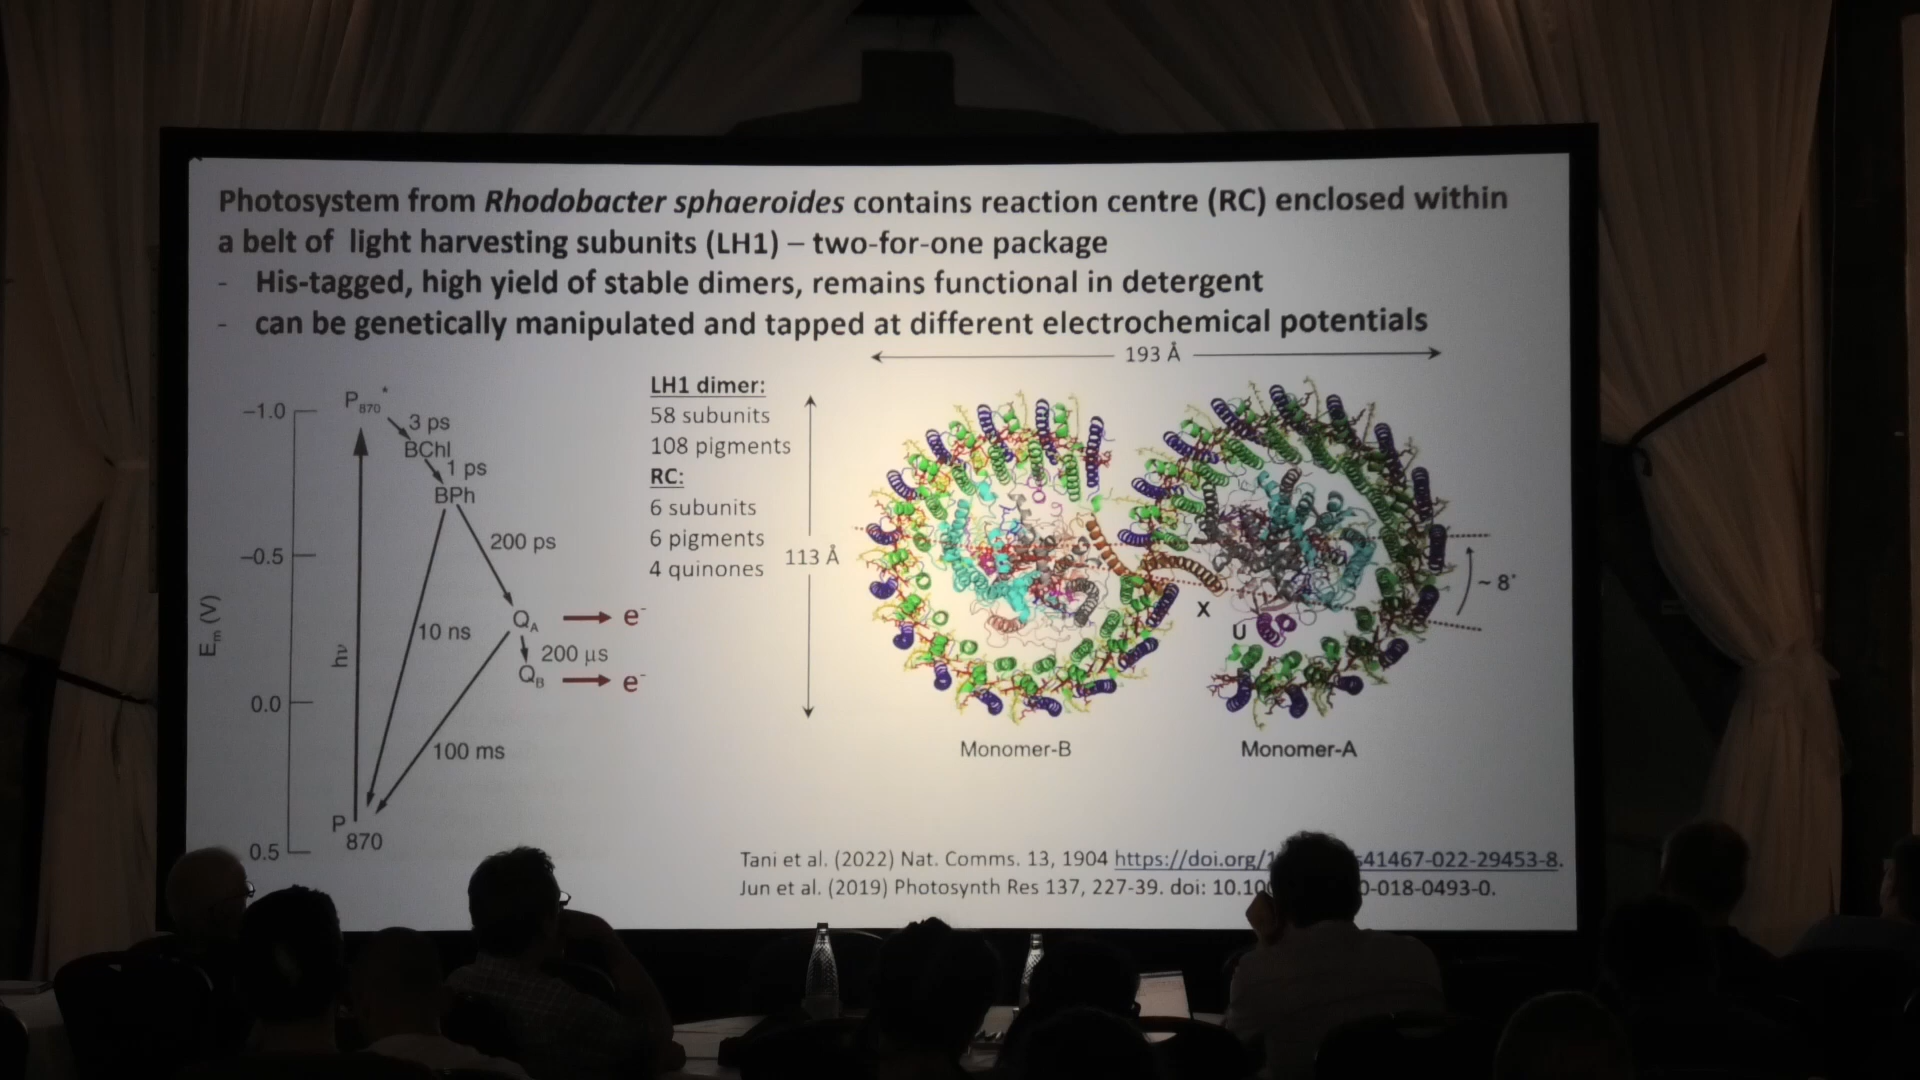 Photosystem from Rhodobacter sphaeroides contains reaction centre (RC) enclosed within
a belt of light harvesting subunits (LH1) – two-for-one package
- His-tagged, high yield of stable dimers, remains functional in detergent
- can be genetically manipulated and tapped at different electrochemical potentials
193 Å
LH1 dimer:
58 subunits
108 pigments
RC:
6 subunits
6 pigments
4 quinones
113 Å
−1.0
−0.5
0.0
0.5
Em (V)
P870*
3 ps
BChl
1 ps
BPh
200 ps
QA
e-
10 ns
200 µs
QB
e-
hν
100 ms
P
870
X
U
~ 8°
Monomer-B
Monomer-A
Tani et al. (2022) Nat. Comms. 13, 1904 https://doi.org/1 s41467-022-29453-8.
Jun et al. (2019) Photosynth Res 137, 227-39. doi: 10.10 0-018-0493-0.